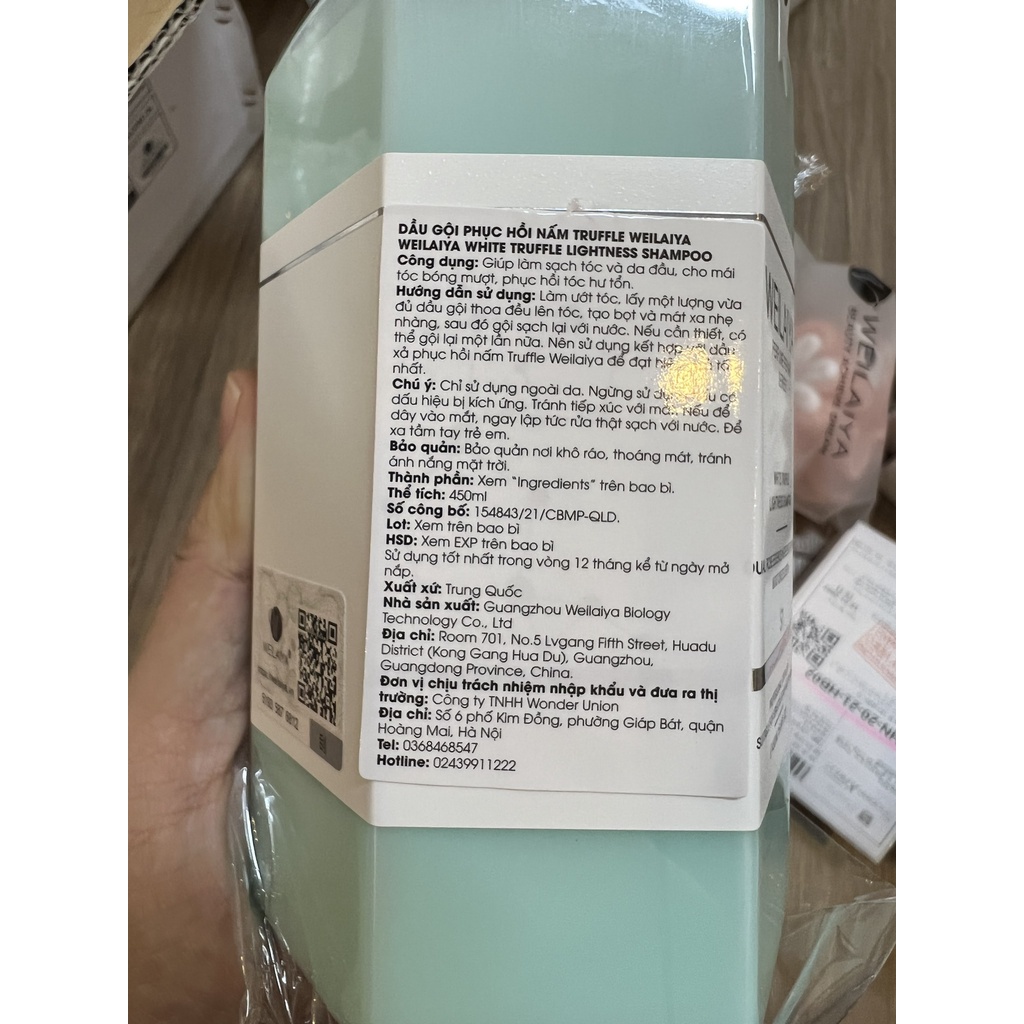 DẦU GỘI PHỤC HỒI NẤM TRUFFLE WEILAIYA
WEILAIYA WHITE TRUFFLE LIGHTNESS SHAMPOO
Công dụng: Giúp làm sạch tóc và da đầu, cho mái
tóc bóng mượt, phục hồi tóc hư tổn.
Hướng dẫn sử dụng: Làm ướt tóc, lấy một lượng vừa
đủ dầu gội thoa đều lên tóc, tạo bọt và mát xa nhẹ
nhàng, sau đó gội sạch lại với nước. Nếu cần thiết, có
thể gội lại một lần nữa. Nên sử dụng kết hợp với dầu
xả phục hồi nấm Truffle Weilaiya để đạt
nhất.
Chú ý: Chỉ sử dụng ngoài da. Ngừng sử
dấu hiệu bị kích ứng. Tránh tiếp xúc với mắt. Nếu để
dây vào mắt, ngay lập tức rửa thật sạch với nước. Để
xa tầm tay trẻ em.
Bảo quản: Bảo quản nơi khô ráo, thoáng mát, tránh
ánh nắng mặt trời.
Thành phần: Xem "Ingredients" trên bao bì.
Thể tích: 450ml
Số công bố: 154843/21/CBMP-QLD.
Lot: Xem trên bao bì
HSD: Xem EXP trên bao bì
Sử dụng tốt nhất trong vòng 12 tháng kể từ ngày mở
nắp.
Xuất xứ: Trung Quốc
Nhà sản xuất: Guangzhou Weilaiya Biology
Technology Co., Ltd
Địa chỉ: Room 701, No.5 Lvgang Fifth Street, Huadu
District (Kong Gang Hua Du), Guangzhou,
Guangdong Province, China.
Đơn vị chịu trách nhiệm nhập khẩu và đưa ra thị
trường: Công ty TNHH Wonder Union
Địa chỉ: Số 6 phố Kim Đồng, phường Giáp Bát, quận
Hoàng Mai, Hà Nội
Tel: 0368468547
Hotline: 02439911222
WEILAIYA
WEILAIYA